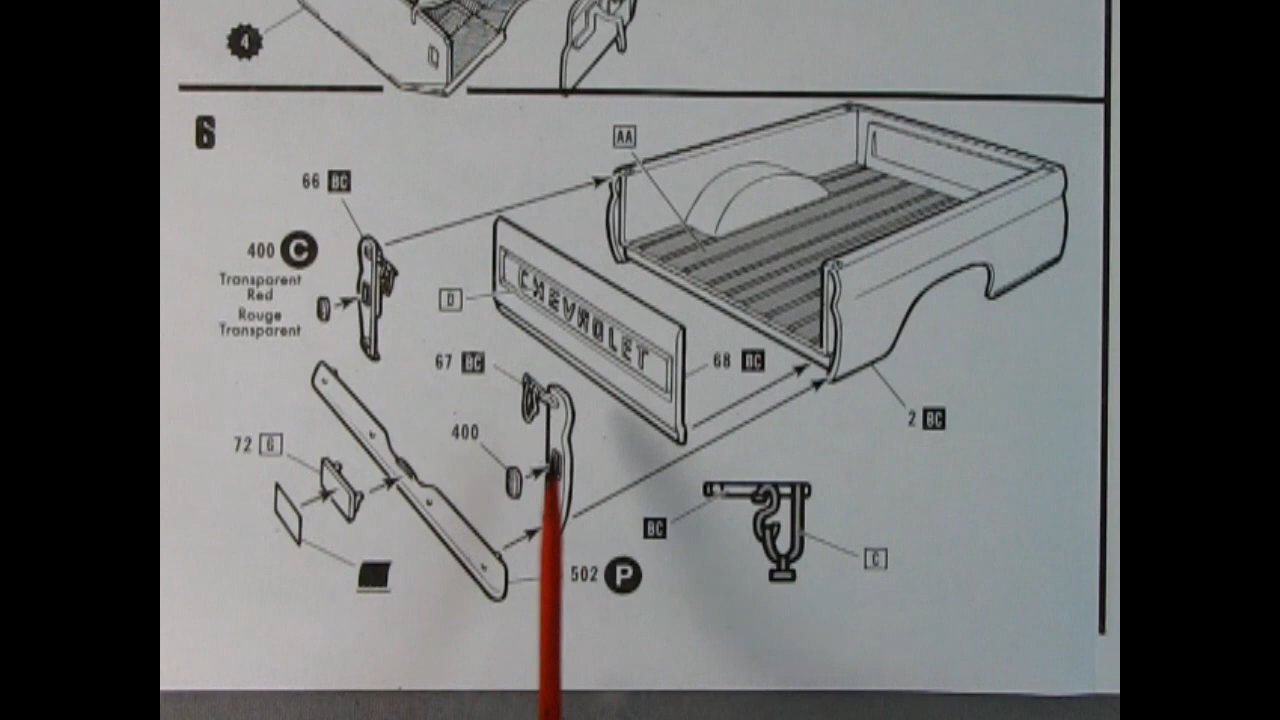 4
6
AA
66 BC
400 C
Transparent
Red
Rouge
Transparent
D
CHEVROLET
67 BC
68 BC
2 BC
400
72 G
BC
C
502 P